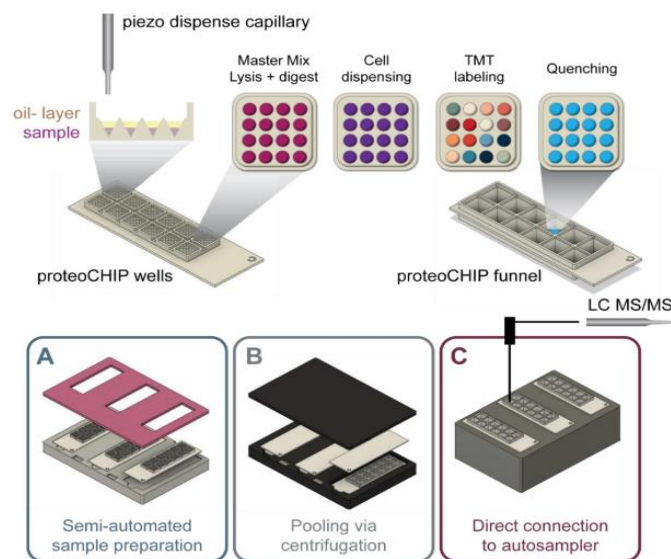 piezo dispense capillary
oil- layer
sample
Master Mix
Lysis + digest
Cell
dispensing
TMT
labeling
Quenching
proteoCHIP wells
proteoCHIP funnel
LC MS/MS
A
Semi-automated
sample preparation
B
Pooling via
centrifugation
C
Direct connection
to autosampler